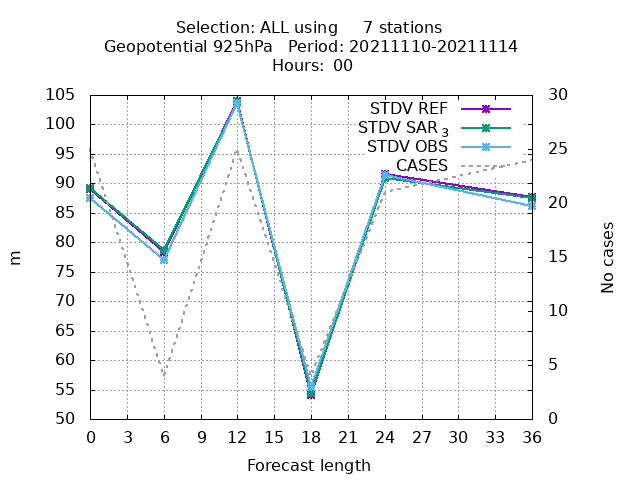 Selection: ALL using     7 stations
Geopotential 925hPa   Period: 20211110-20211114
Hours:  00
105
100
95
90
85
80
75
70
65
60
55
50
30
25
20
15
10
5
0
STDV REF
STDV SAR3
STDV OBS
CASES
m
No cases
0 3 6 9 12 15 18 21 24 27 30 33 36
Forecast length